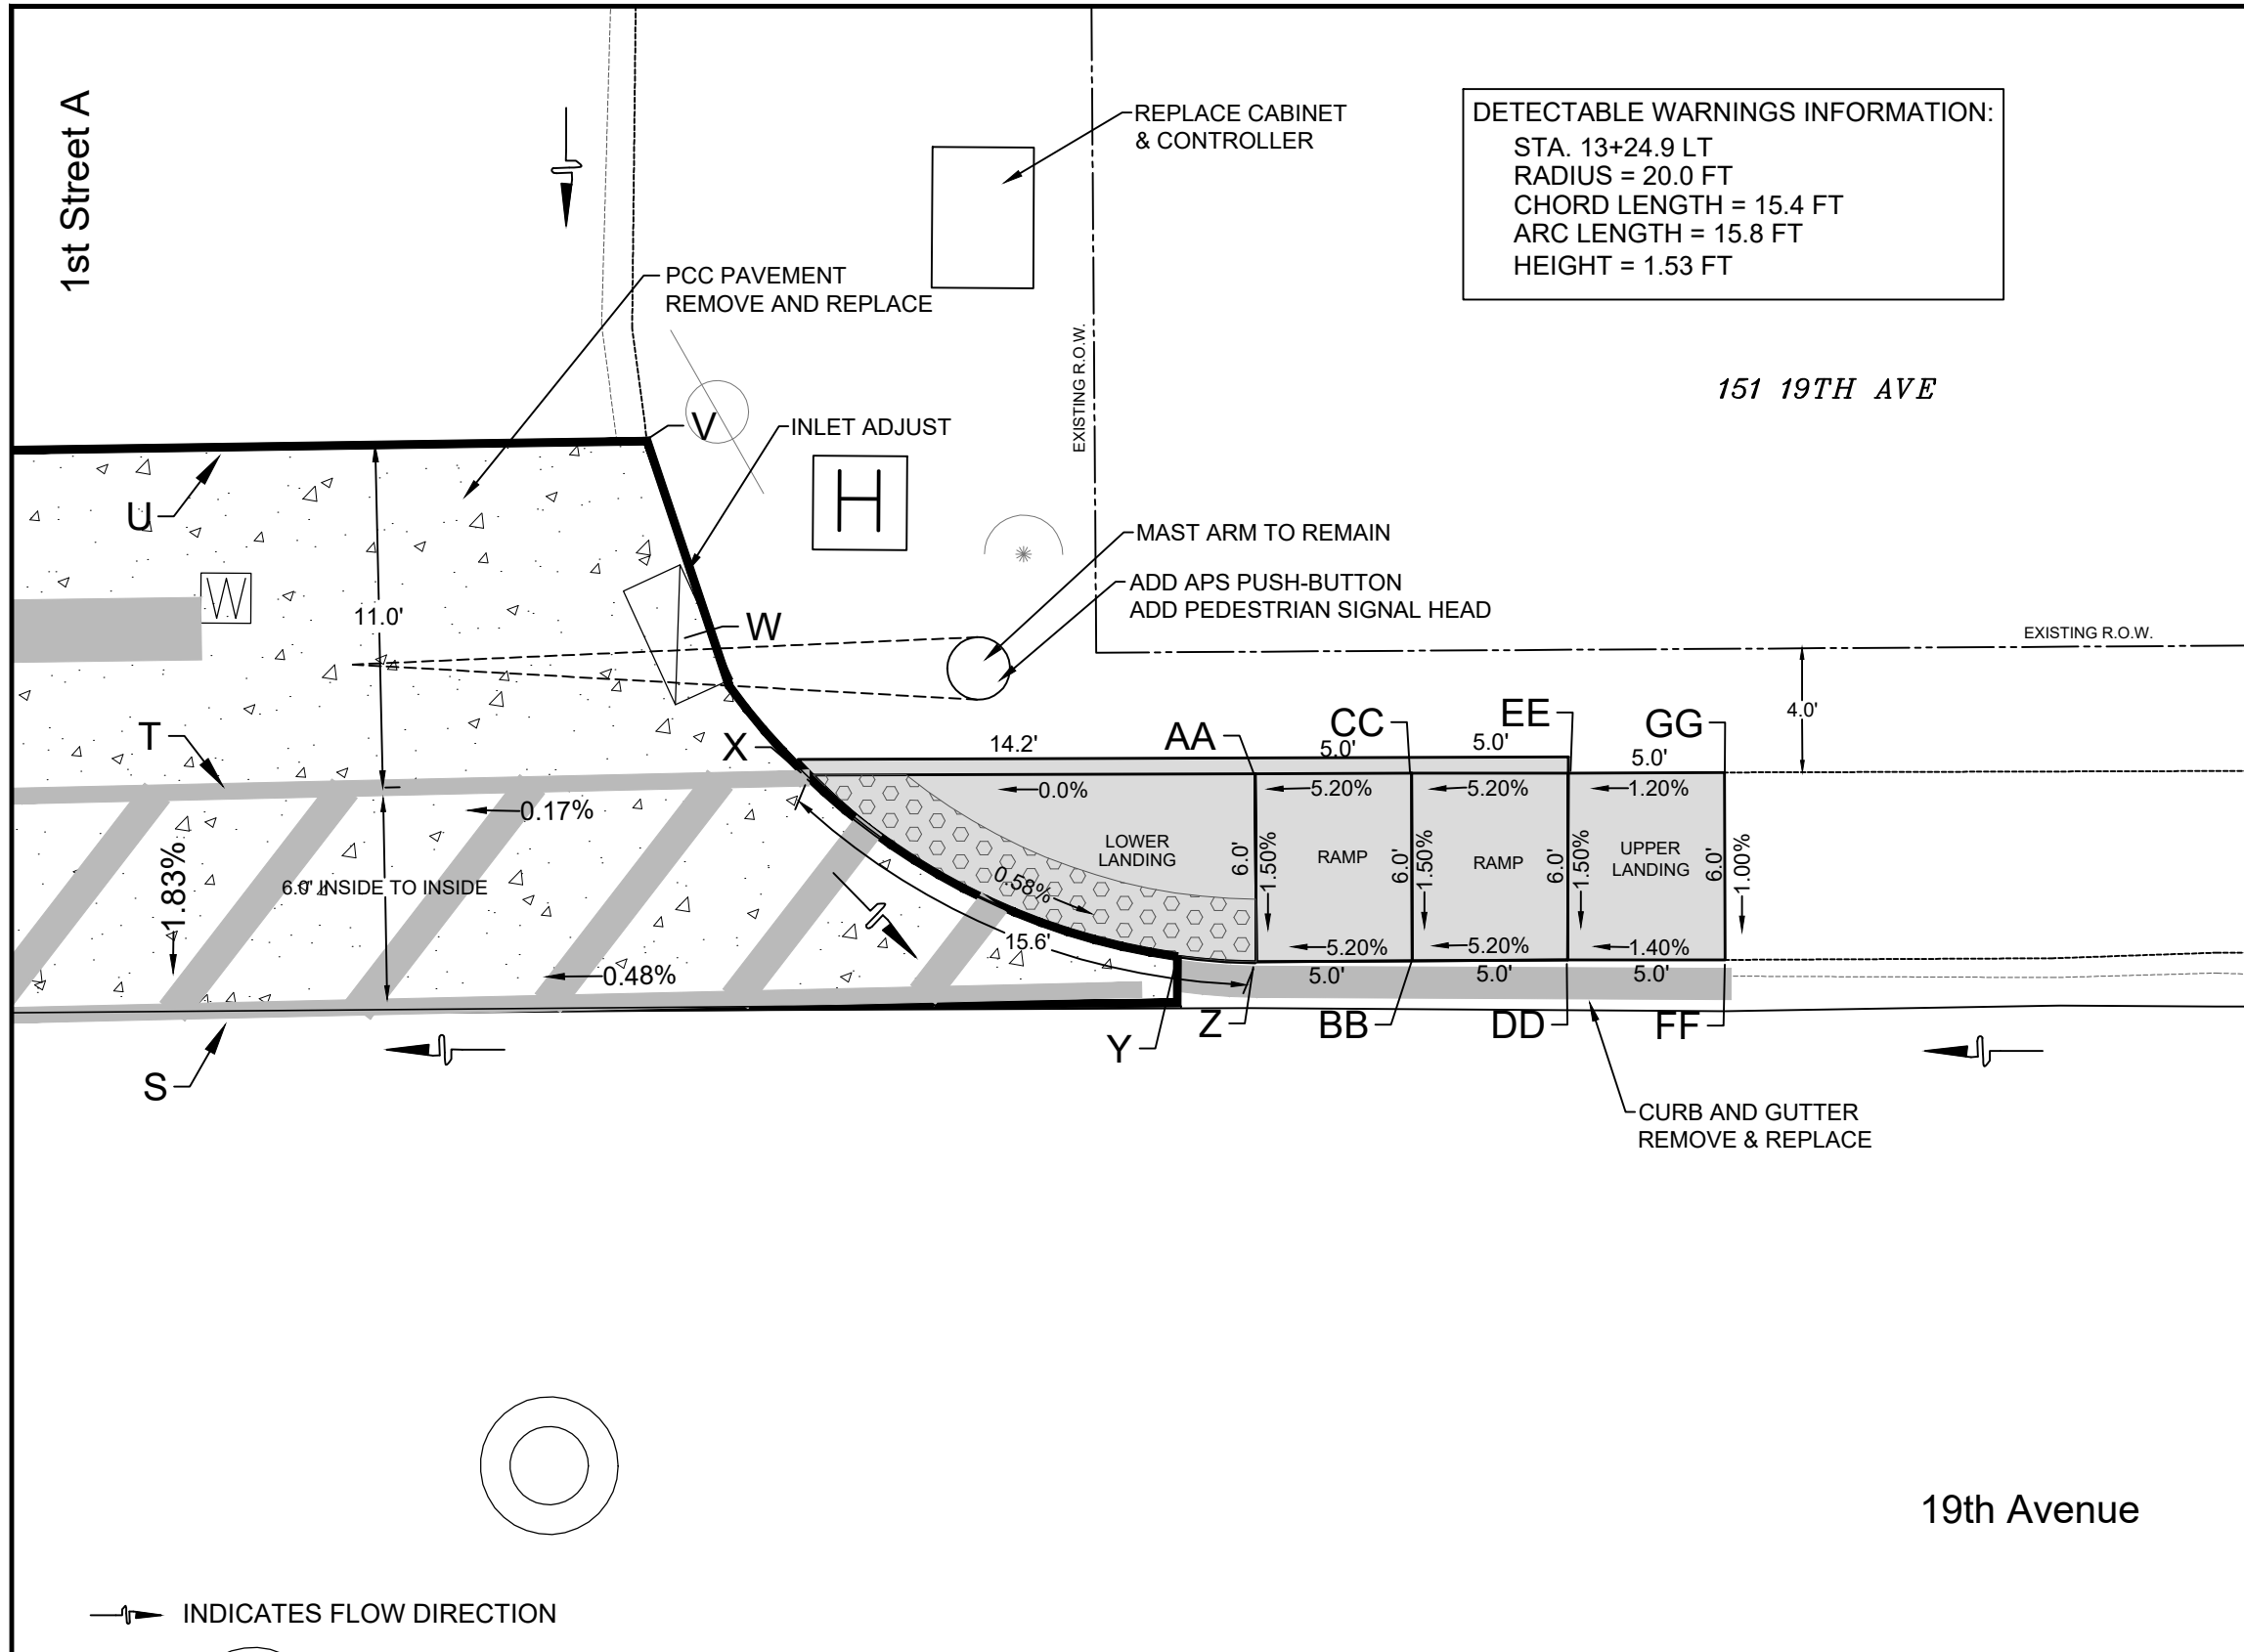 1st Street A
REPLACE CABINET
& CONTROLLER
DETECTABLE WARNINGS INFORMATION:
STA. 13+24.9 LT
RADIUS = 20.0 FT
CHORD LENGTH = 15.4 FT
ARC LENGTH = 15.8 FT
HEIGHT = 1.53 FT
PCC PAVEMENT
REMOVE AND REPLACE
EXISTING R.O.W.
151 19TH AVE
V
INLET ADJUST
U
H
MAST ARM TO REMAIN
ADD APS PUSH-BUTTON
ADD PEDESTRIAN SIGNAL HEAD
W
11.0'
W
EXISTING R.O.W.
4.0'
T
X
14.2'
AA
CC
EE
GG
5.0'
5.0'
5.0'
0.0%
5.20%
5.20%
1.20%
0.17%
LOWER
LANDING
6.0'
1.50%
RAMP
6.0'
1.50%
RAMP
6.0'
1.50%
UPPER
LANDING
6.0'
1.00%
1.83%
6.0' INSIDE TO INSIDE
0.58%
15.6'
5.20%
5.20%
1.40%
0.48%
5.0'
5.0'
5.0'
S
Y
Z
BB
DD
FF
CURB AND GUTTER
REMOVE & REPLACE
19th Avenue
INDICATES FLOW DIRECTION